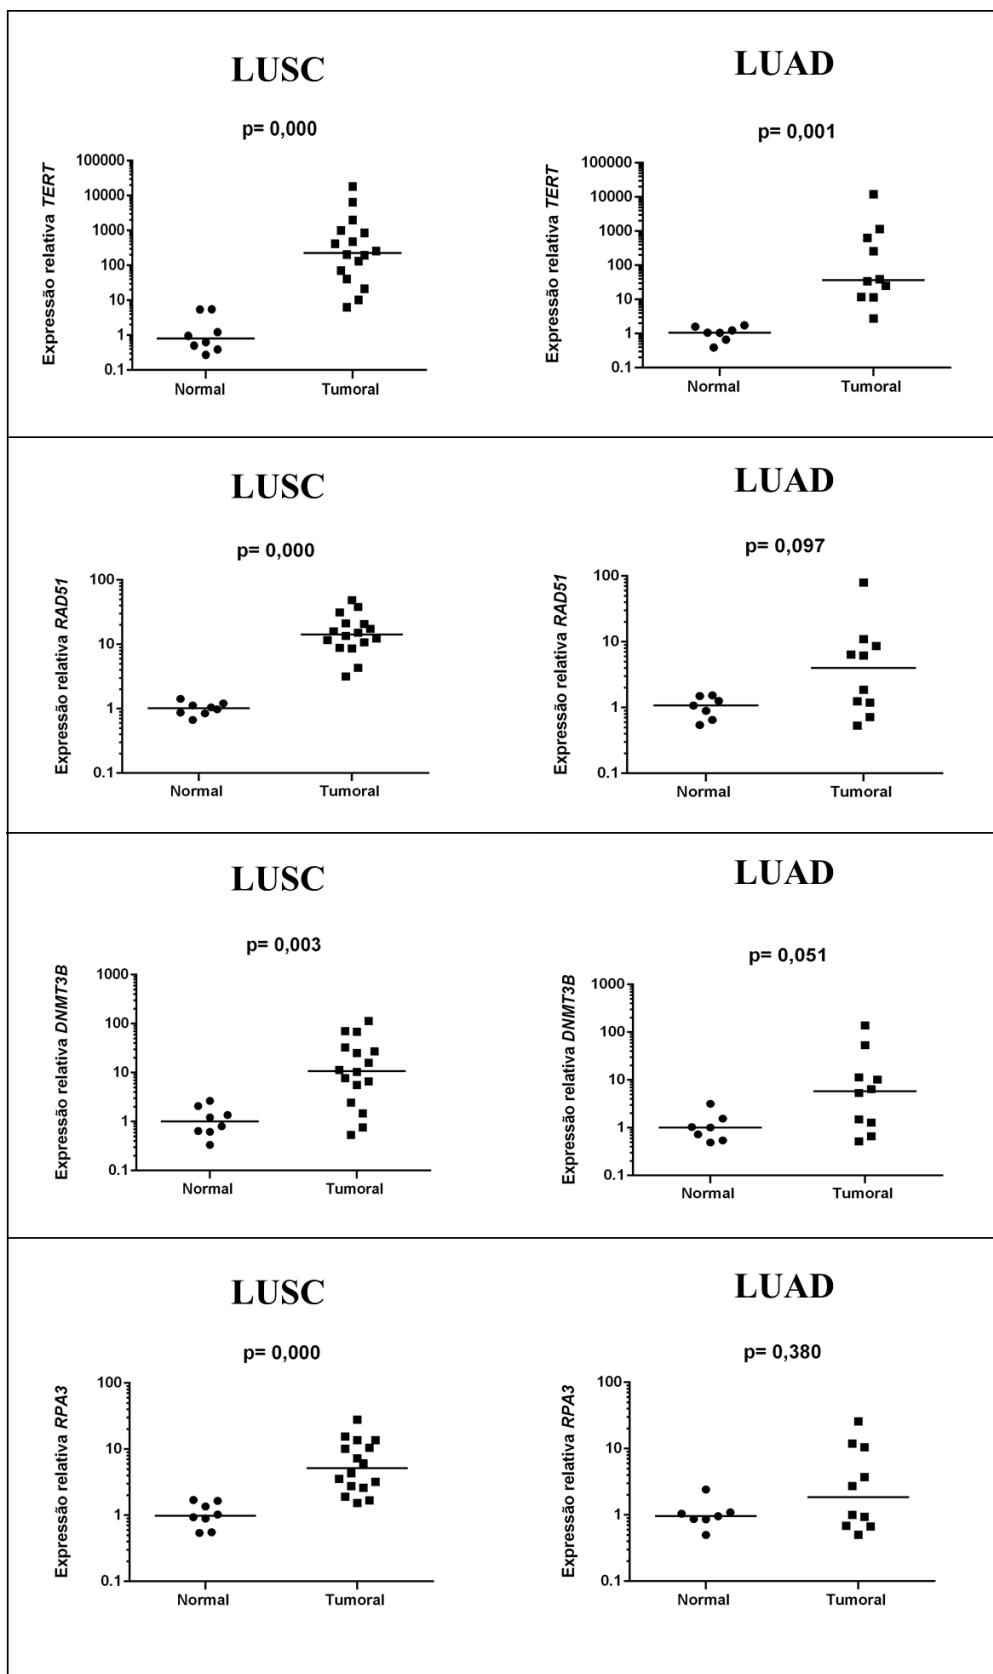 LUSC
p= 0,000
Expressão relativa TERT
100000
10000
1000
100
10
1
0.1
Normal
Tumoral
LUAD
p= 0,001
Expressão relativa TERT
100000
10000
1000
100
10
1
0.1
Normal
Tumoral
LUSC
p= 0,000
Expressão relativa RAD51
100
10
1
0.1
Normal
Tumoral
LUAD
p= 0,097
Expressão relativa RAD51
100
10
1
0.1
Normal
Tumoral
LUSC
p= 0,003
Expressão relativa DNMT3B
1000
100
10
1
0.1
Normal
Tumoral
LUAD
p= 0,051
Expressão relativa DNMT3B
1000
100
10
1
0.1
Normal
Tumoral
LUSC
p= 0,000
Expressão relativa RPA3
100
10
1
0.1
Normal
Tumoral
LUAD
p= 0,380
Expressão relativa RPA3
100
10
1
0.1
Normal
Tumoral